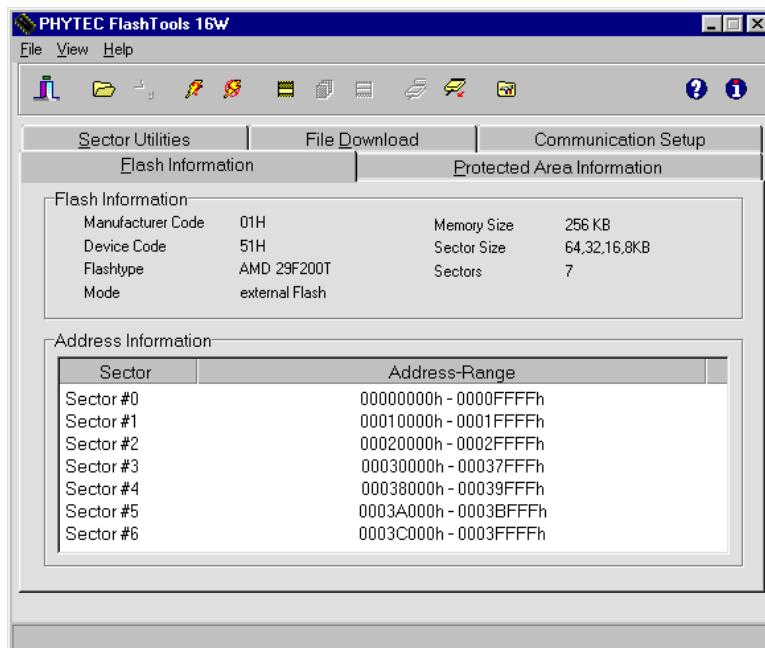 PHYTEC FlashTools 16W
File View Help
Sector Utilities File Download Communication Setup
Flash Information Protected Area Information
Flash Information
Manufacturer Code 01H Memory Size 256 KB
Device Code 51H Sector Size 64,32,16,8KB
Flashtype AMD 29F200T Sectors 7
Mode external Flash
Address Information
Sector Address-Range
Sector #0 00000000h - 0000FFFFh
Sector #1 00010000h - 0001FFFFh
Sector #2 00020000h - 0002FFFFh
Sector #3 00030000h - 00037FFFh
Sector #4 00038000h - 00039FFFh
Sector #5 0003A000h - 0003BFFFh
Sector #6 0003C000h - 0003FFFFh